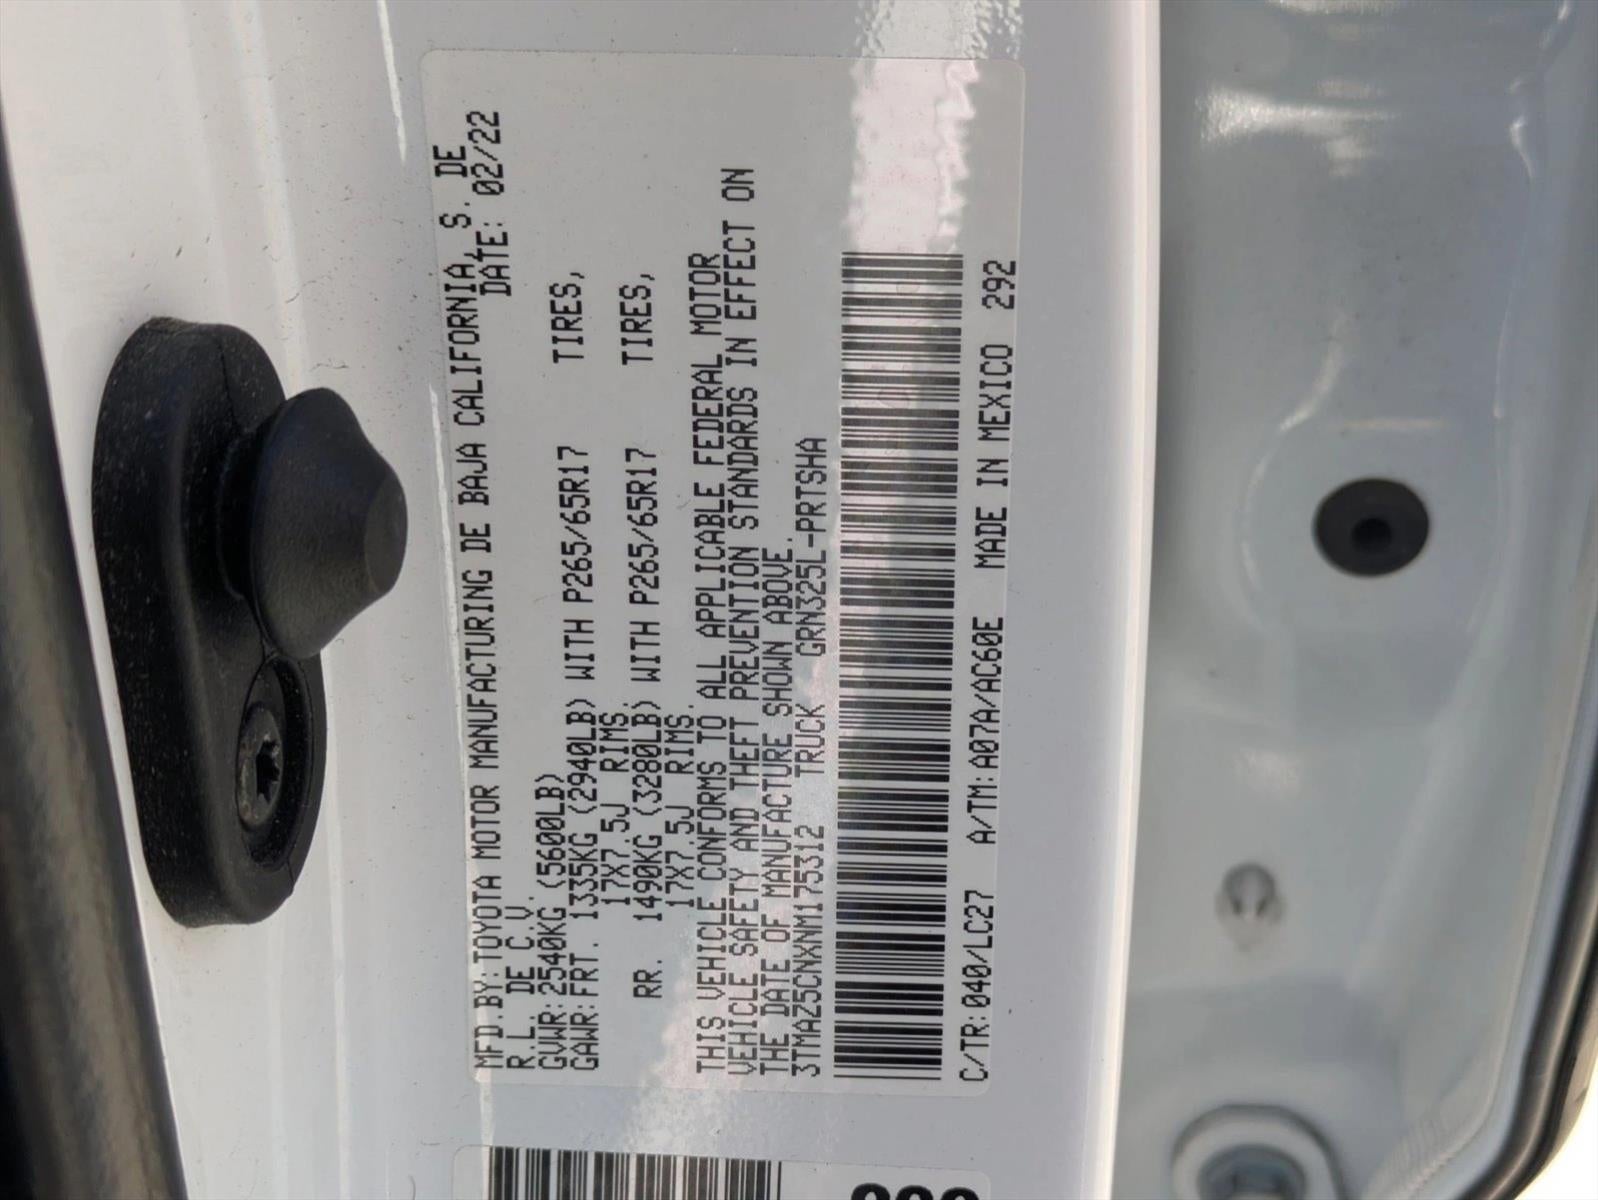 MFD.BY:TOYOTA MOTOR MANUFACTURING DE BAJA CALIFORNIA, S. DE
R.L. DE C.V. DATE: 02/22
GVWR:2540KG (5600LB)
GAWR:FRT. 1335KG (2940LB) WITH P265/65R17 TIRES,
17X7.5J RIMS,
RR. 1490KG (3280LB) WITH P265/65R17 TIRES,
17X7.5J RIMS.
THIS VEHICLE CONFORMS TO ALL APPLICABLE FEDERAL MOTOR
VEHICLE SAFETY AND THEFT PREVENTION STANDARDS IN EFFECT ON
THE DATE OF MANUFACTURE SHOWN ABOVE.
3TMAZ5CNXNM175312 TRUCK GRN325L-PRTSHA
C/TR:040/LC27 A/TM:A07A/AC60E MADE IN MEXICO 292